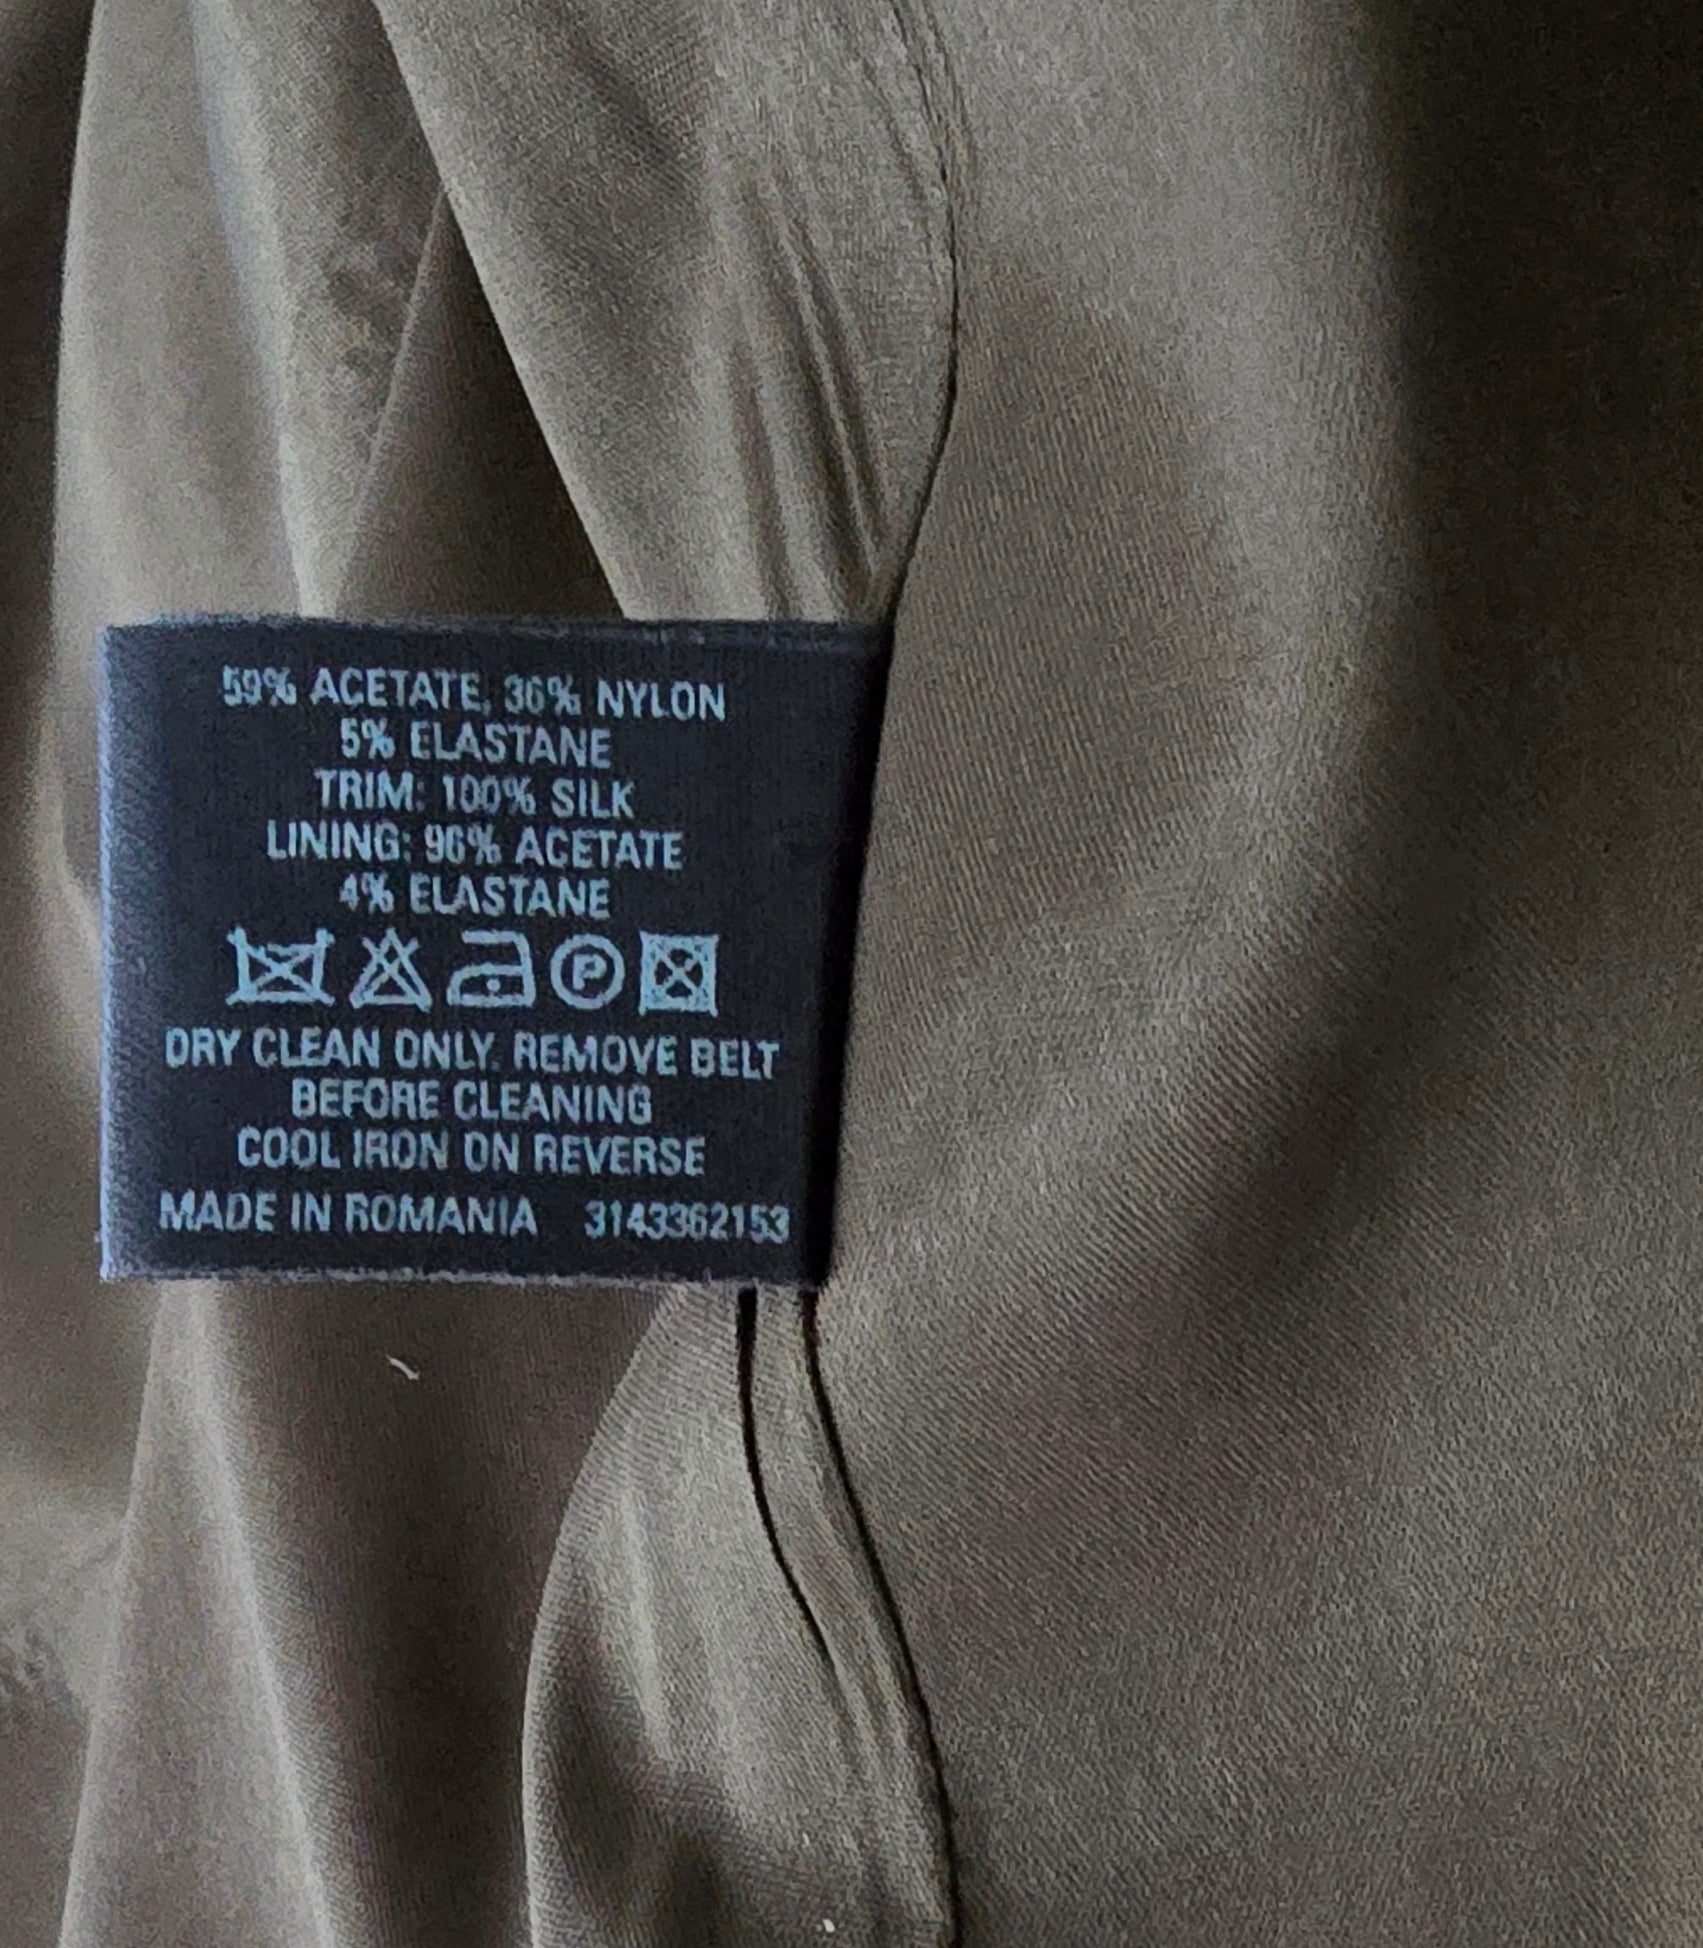 59% ACETATE, 36% NYLON
5% ELASTANE
TRIM: 100% SILK
LINING: 96% ACETATE
4% ELASTANE
P
DRY CLEAN ONLY. REMOVE BELT
BEFORE CLEANING
COOL IRON ON REVERSE
MADE IN ROMANIA 3143362153